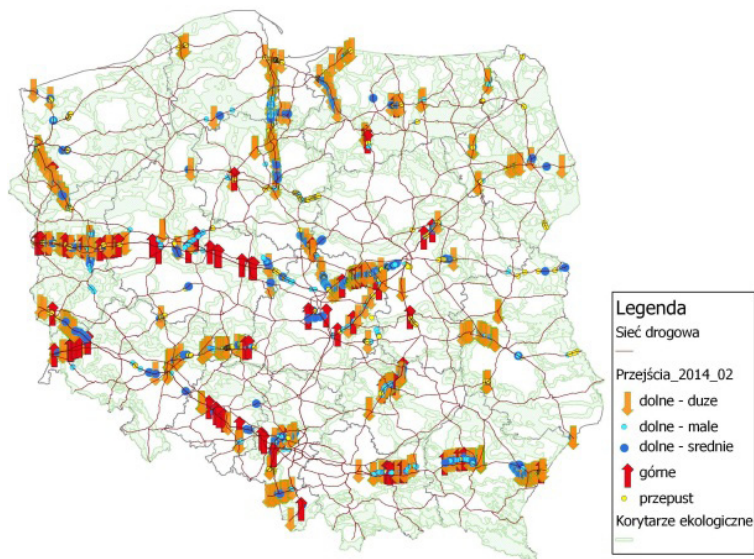 Legenda
Sieć drogowa
Przejścia_2014_02
dolne - duze
dolne - male
dolne - srednie
górne
przepust
Korytarze ekologiczne